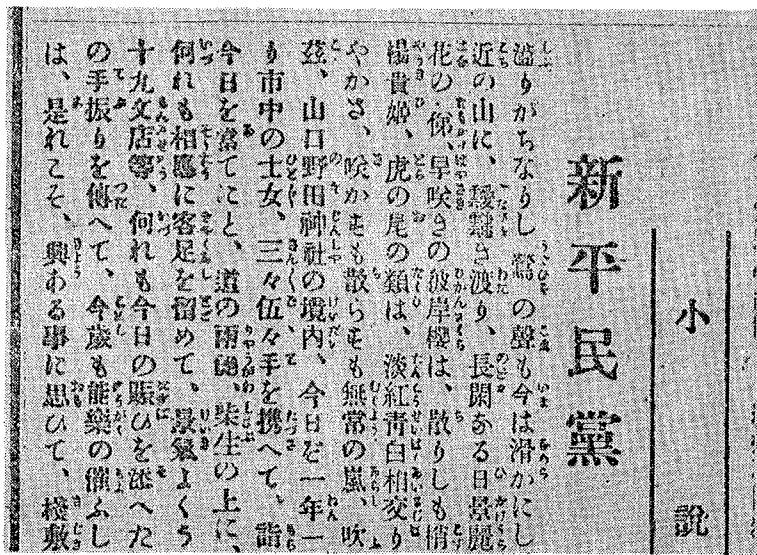 小説
新平民黨
澁りがちなりし鶯の聲も今は滑かにし
近の山に、靉靆き渡り、長閑なる日景麗
花の俤、早咲きの彼岸櫻は、散りしも梢
楊貴姫、虎の尾の類は、淡紅靑白相交り
やかさ、咲かせも散らせも無常の嵐、吹
玆、山口野田神社の境内、今日を一年一
り市中の士女、三々伍々手を携へて、詣
今日を當てにと、道の兩側、柴生の上に、
何れも相應に客足を留めて、景氣よくう
十九文店等、何れも今日の賑ひを添へた
の手振りを傳へて、今歳も能樂の催ふし
は、是れこそ、興ある事に思ひて、棧敷